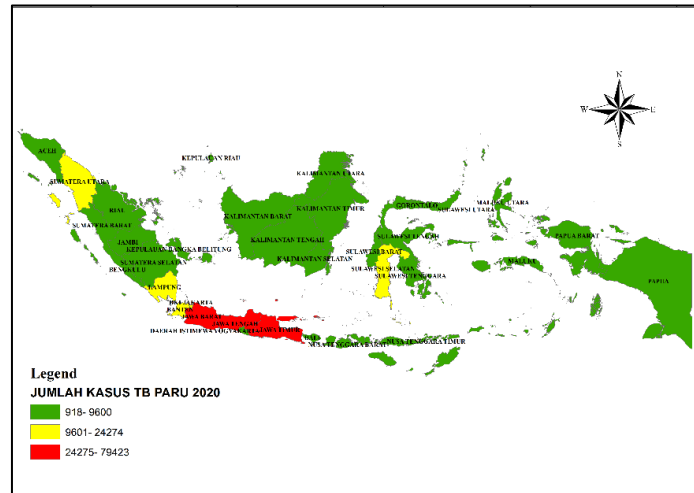 N
W
E
S
ACEH
SUMATERA UTARA
KEPULAUAN RIAU
RIAU
SUMATERA BARAT
JAMBI
KEPULAUAN BANGKA BELITUNG
SUMATERA SELATAN
BENGKULU
LAMPUNG
DKI JAKARTA
BANTEN
JAWA BARAT
JAWA TENGAH
DAERAH ISTIMEWA YOGYAKARTA
JAWA TIMUR
BALI
NUSA TENGGARA BARAT
NUSA TENGGARA TIMUR
KALIMANTAN UTARA
KALIMANTAN TIMUR
KALIMANTAN BARAT
KALIMANTAN TENGAH
KALIMANTAN SELATAN
GORONTALO
SULAWESI UTARA
SULAWESI TENGAH
SULAWESI BARAT
SULAWESI SELATAN
SULAWESI TENGGARA
MALUKU UTARA
MALUKU
PAPUA BARAT
PAPUA
Legend
JUMLAH KASUS TB PARU 2020
918- 9600
9601- 24274
24275- 79423